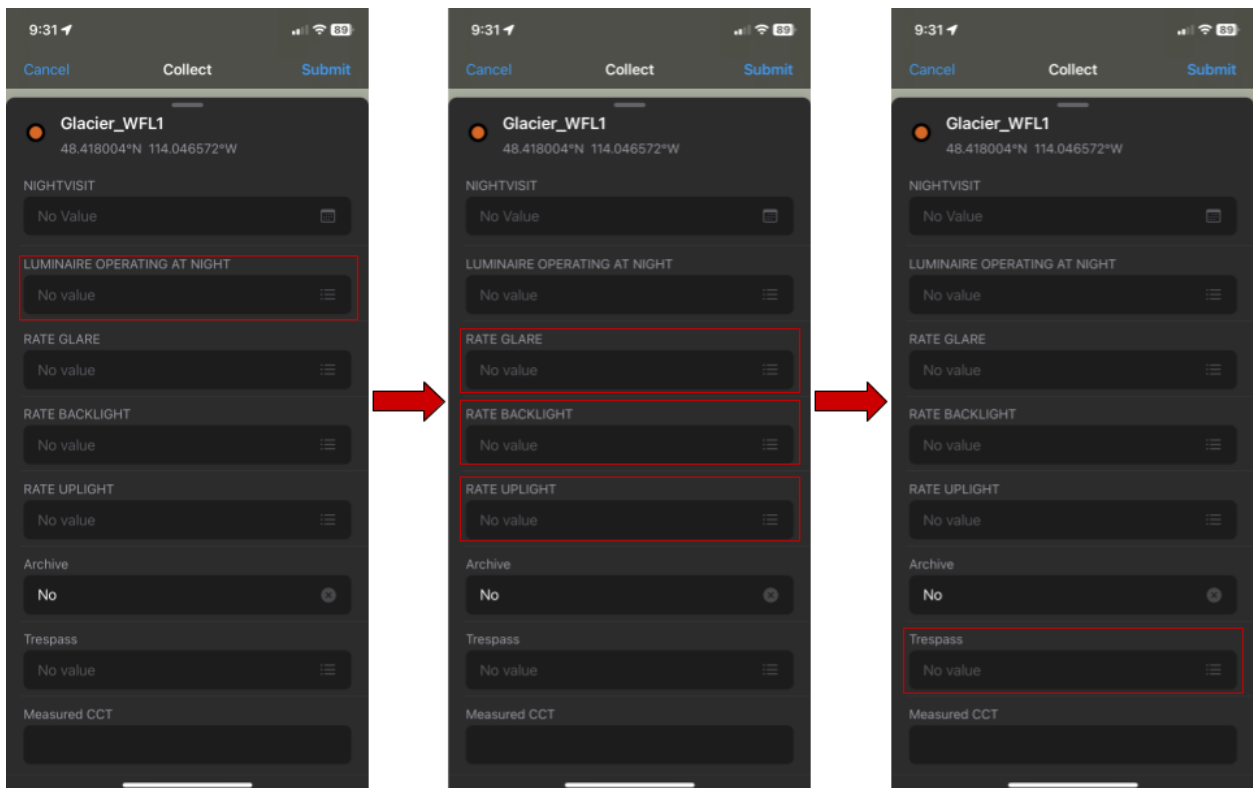 9:31
89
Cancel Collect Submit
Glacier_WFL1
48.418004°N 114.046572°W
NIGHTVISIT
No Value
LUMINAIRE OPERATING AT NIGHT
No value
RATE GLARE
No value
RATE BACKLIGHT
No value
RATE UPLIGHT
No value
Archive
No
Trespass
No value
Measured CCT
9:31
89
Cancel Collect Submit
Glacier_WFL1
48.418004°N 114.046572°W
NIGHTVISIT
No Value
LUMINAIRE OPERATING AT NIGHT
No value
RATE GLARE
No value
RATE BACKLIGHT
No value
RATE UPLIGHT
No value
Archive
No
Trespass
No value
Measured CCT
9:31
89
Cancel Collect Submit
Glacier_WFL1
48.418004°N 114.046572°W
NIGHTVISIT
No Value
LUMINAIRE OPERATING AT NIGHT
No value
RATE GLARE
No value
RATE BACKLIGHT
No value
RATE UPLIGHT
No value
Archive
No
Trespass
No value
Measured CCT